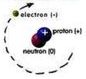 electron (-)
proton (+)
neutron (0)